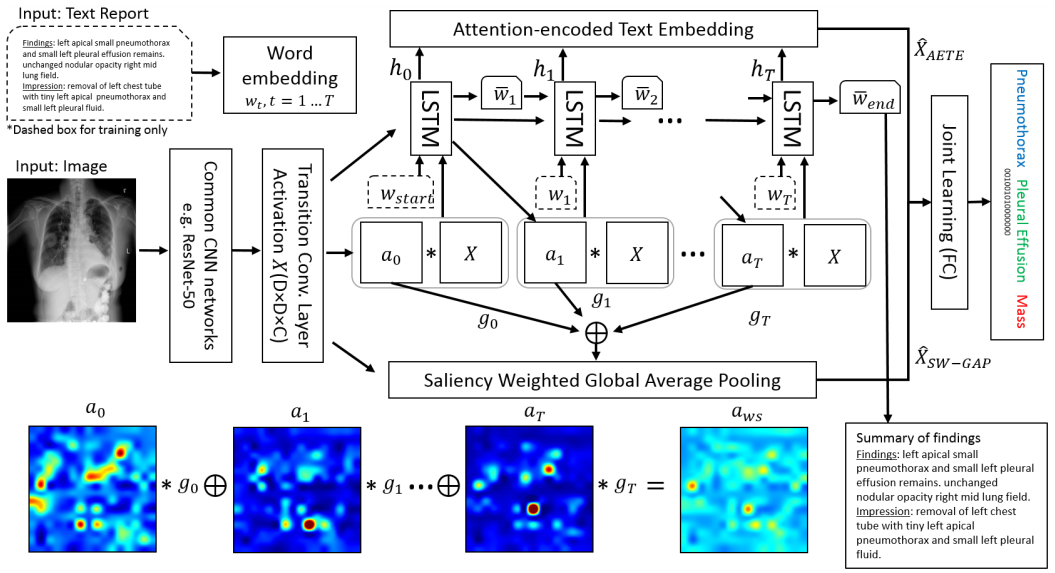 Input: Text Report
Findings: left apical small pneumothorax
and small left pleural effusion remains.
unchanged nodular opacity right mid
lung field.
Impression: removal of left chest tube
with tiny left apical pneumothorax and
small left pleural fluid.
*Dashed box for training only
Word
embedding
w_t, t = 1 … T
Attention-encoded Text Embedding
h_0
h_1
h_T
LSTM
LSTM
LSTM
w̅_1
w̅_2
w̅_end
...
w_start
w_1
w_T
Input: Image
Common CNN networks
e.g. ResNet-50
Transition Conv. Layer
Activation X(D×D×C)
a_0 * X
a_1 * X
...
a_T * X
g_0
g_1
g_T
⊕
Saliency Weighted Global Average Pooling
X̂_AETE
X̂_SW−GAP
Joint Learning (FC)
Pneumothorax Pleural Effusion Mass
001001010000000
a_0
a_1
a_T
a_ws
* g_0 ⊕ * g_1 ... ⊕ * g_T =
Summary of findings
Findings: left apical small
pneumothorax and small left pleural
effusion remains. unchanged
nodular opacity right mid lung field.
Impression: removal of left chest
tube with tiny left apical
pneumothorax and small left pleural
fluid.